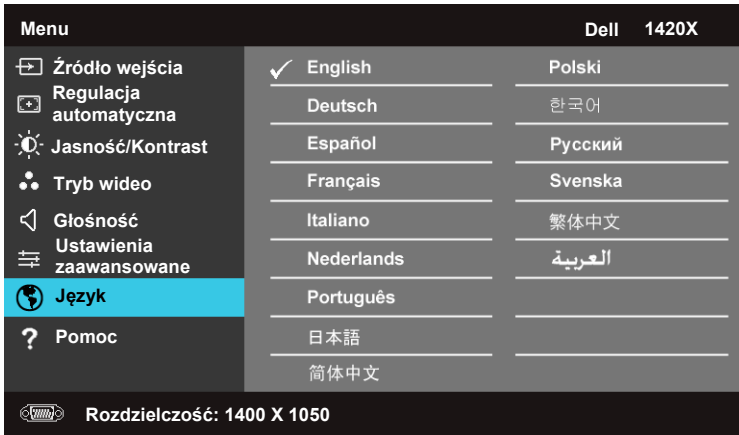 Menu
Dell 1420X
Źródło wejścia
Regulacja
automatyczna
Jasność/Kontrast
Tryb wideo
Głośność
Ustawienia
zaawansowane
Język
? Pomoc
English
Deutsch
Español
Français
Italiano
Nederlands
Português
日本語
简体中文
Polski
한국어
Русский
Svenska
繁体中文
العربية
Rozdzielczość: 1400 X 1050